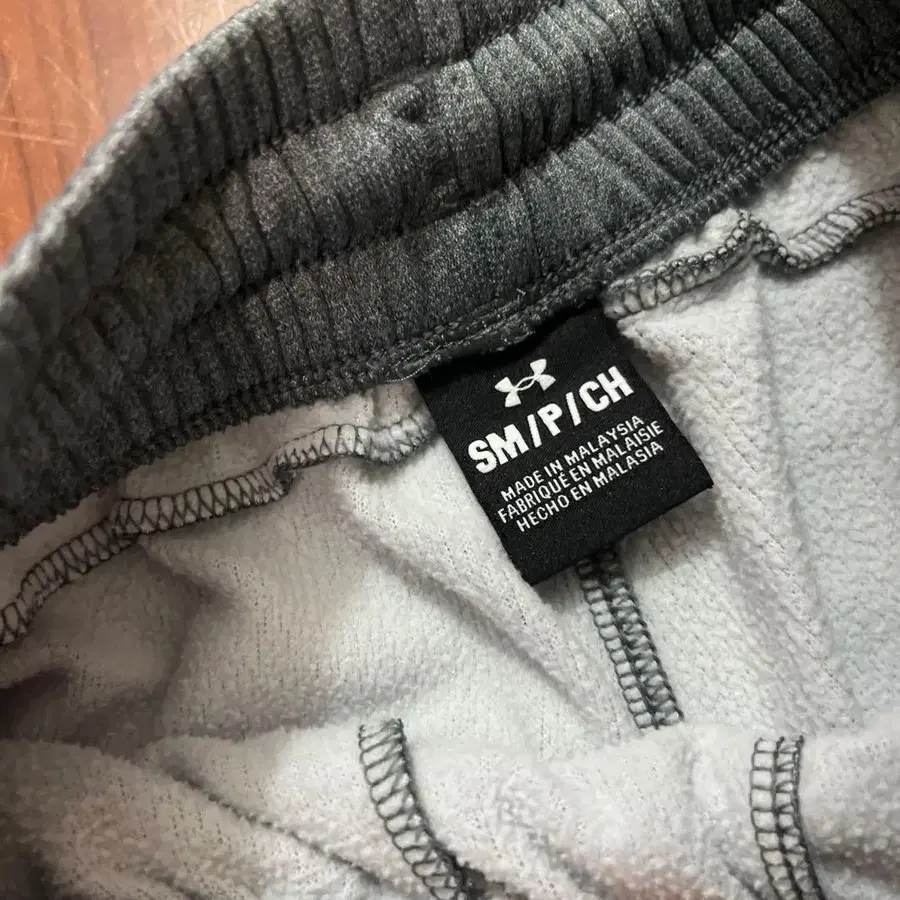 SM/P/CH
MADE IN MALAYSIA
FABRIQUÉ EN MALAISIE
HECHO EN MALASIA